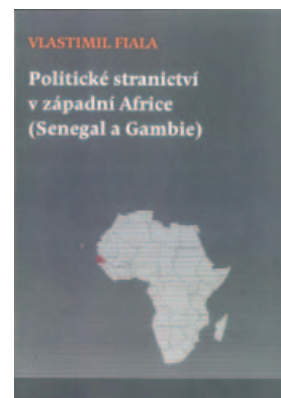 VLASTIMIL FIALA
Politické stranictví
v západní Africe
(Senegal a Gambie)